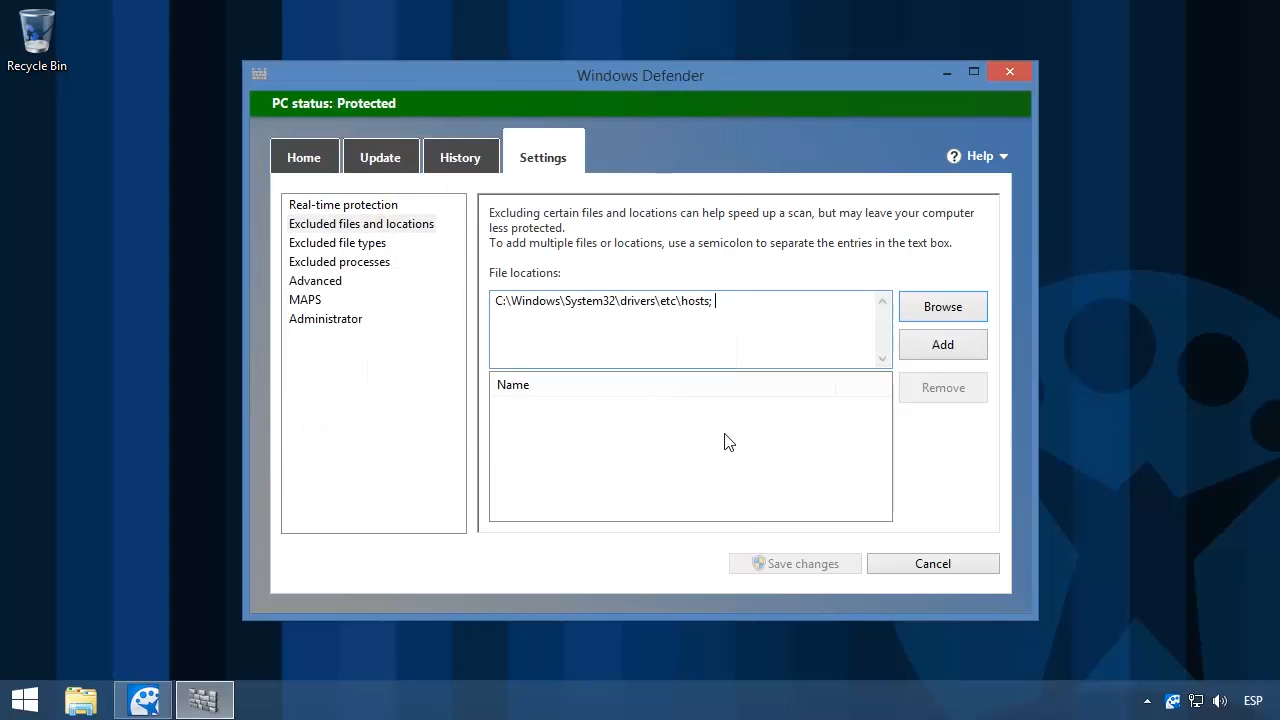 Recycle Bin
Windows Defender
PC status: Protected
Home
Update
History
Settings
Help
Real-time protection
Excluded files and locations
Excluded file types
Excluded processes
Advanced
MAPS
Administrator
Excluding certain files and locations can help speed up a scan, but may leave your computer
less protected.
To add multiple files or locations, use a semicolon to separate the entries in the text box.
File locations:
C:\Windows\System32\drivers\etc\hosts;
Browse
Add
Remove
Name
Save changes
Cancel
ESP